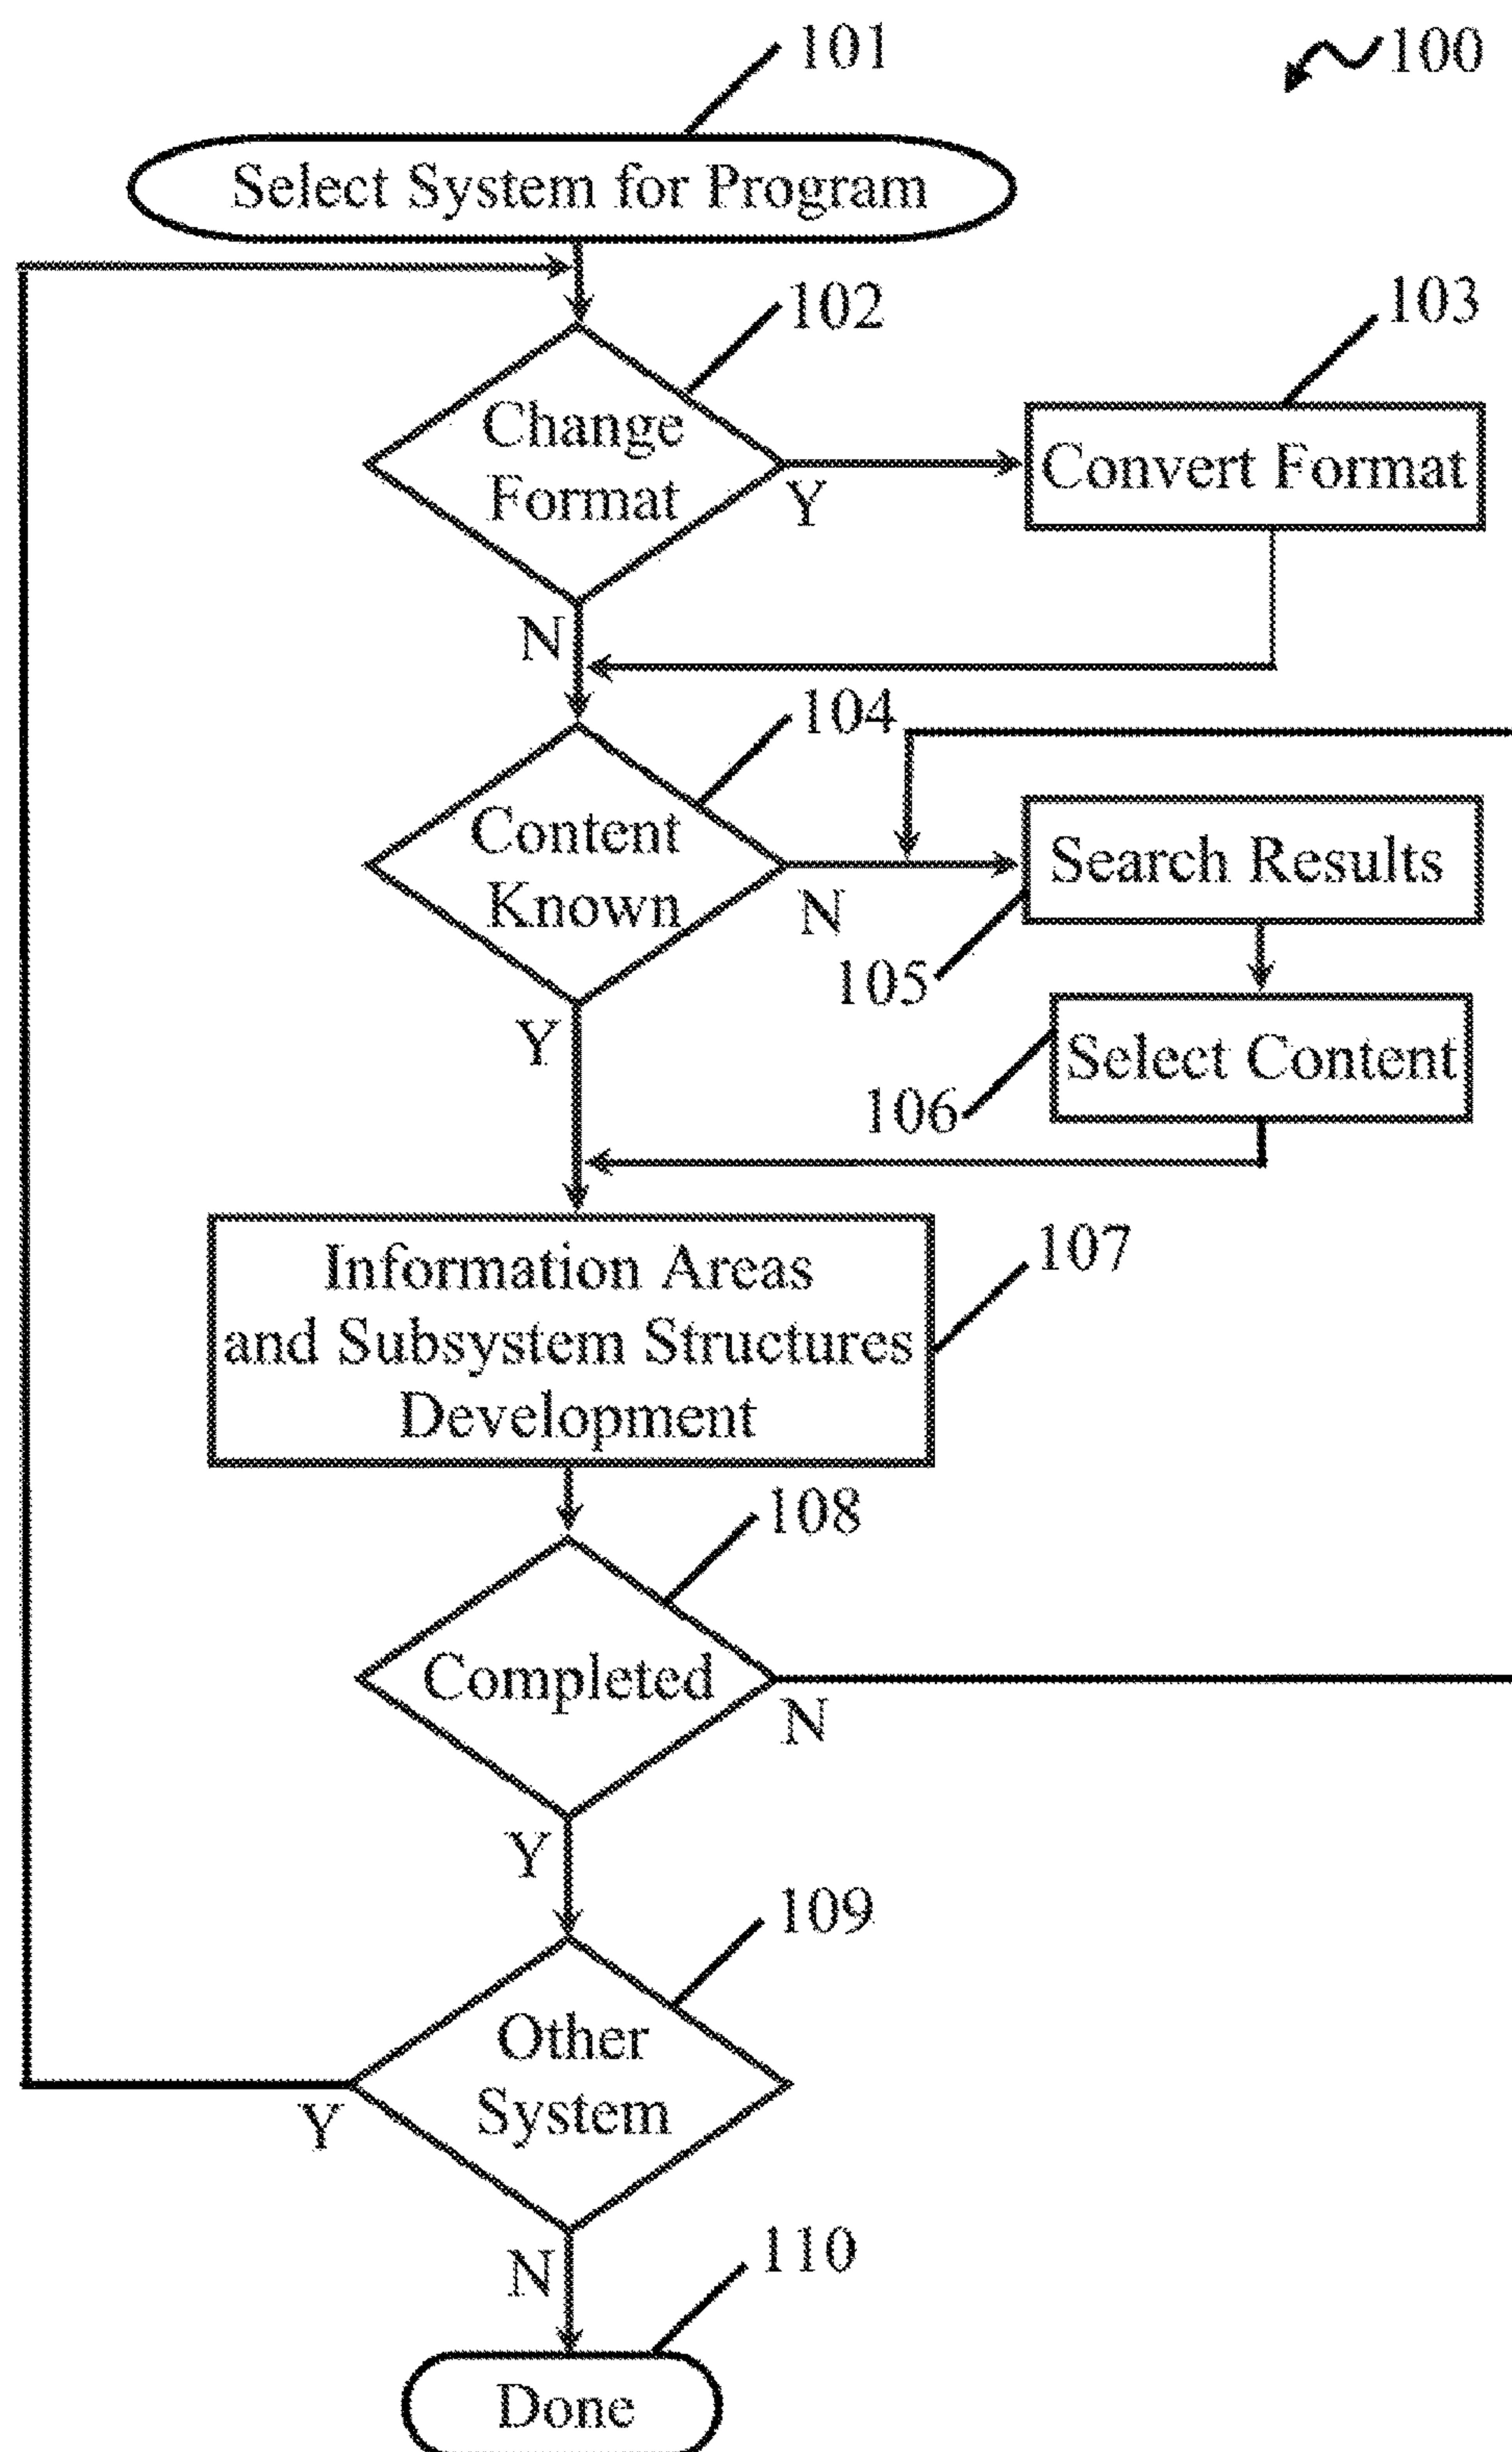 101
100
Select System for Program
102
103
Change
Format
Convert Format
Y
N
104
Content
Known
Search Results
N
105
Y
Select Content
106
Information Areas
and Subsystem Structures
Development
107
108
Completed
N
Y
109
Other
System
Y
N
110
Done